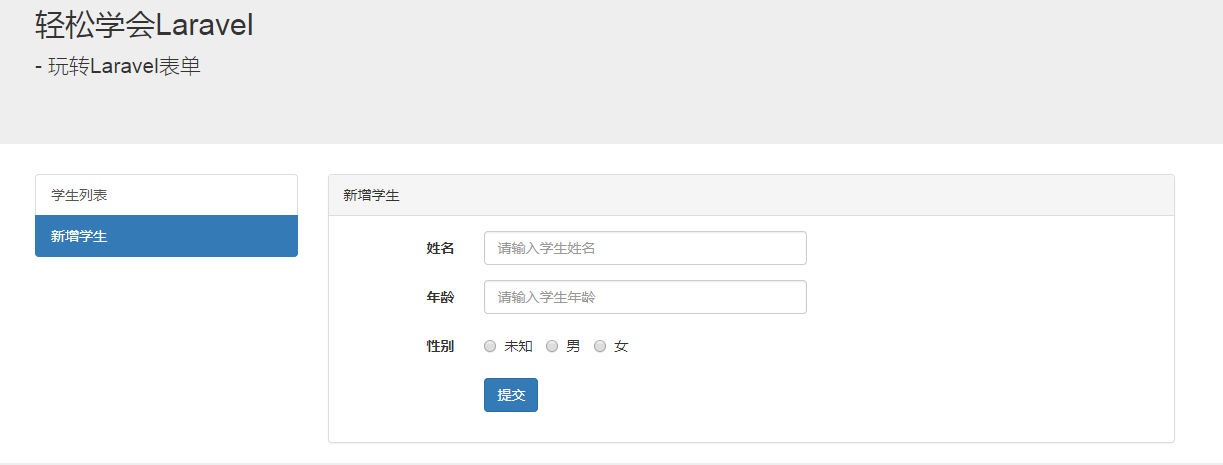 轻松学会Laravel
- 玩转Laravel表单
学生列表
新增学生
新增学生
姓名 请输入学生姓名
年龄 请输入学生年龄
性别 未知 男 女
提交